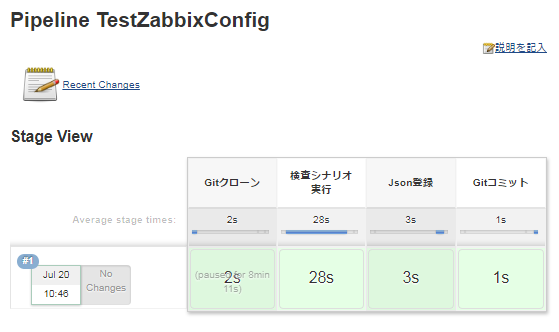 Pipeline TestZabbixConfig
説明を記入
Recent Changes
Stage View
Gitクローン
検査シナリオ
実行
Json登録
Gitコミット
Average stage times:
2s
28s
3s
1s
#1
Jul 20
10:46
No
Changes
2s
(paused for 8min
11s)
28s
3s
1s